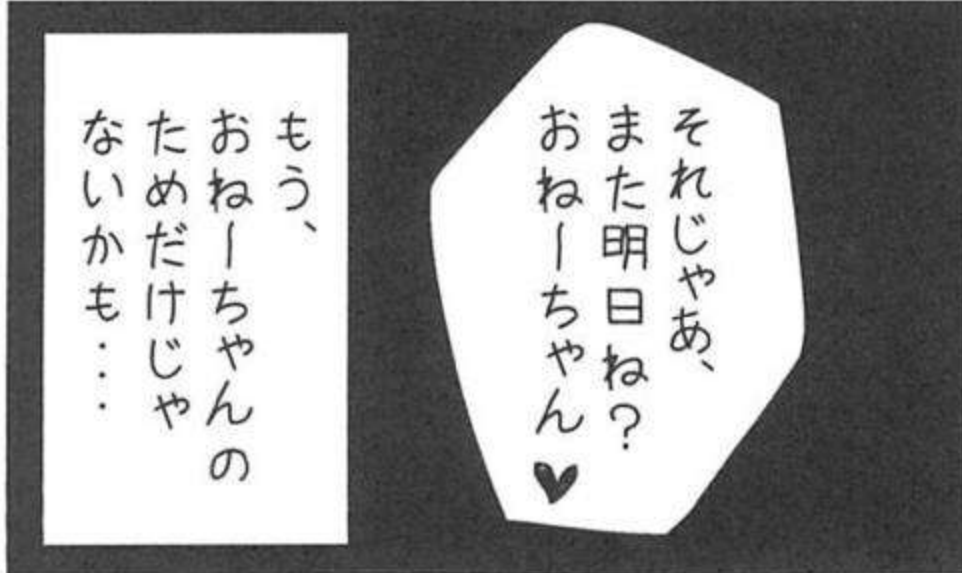 それじゃあ、
また明日ね？
おねーちゃん♥
もう、
おねーちゃんの
ためだけじゃ
ないかも・・・